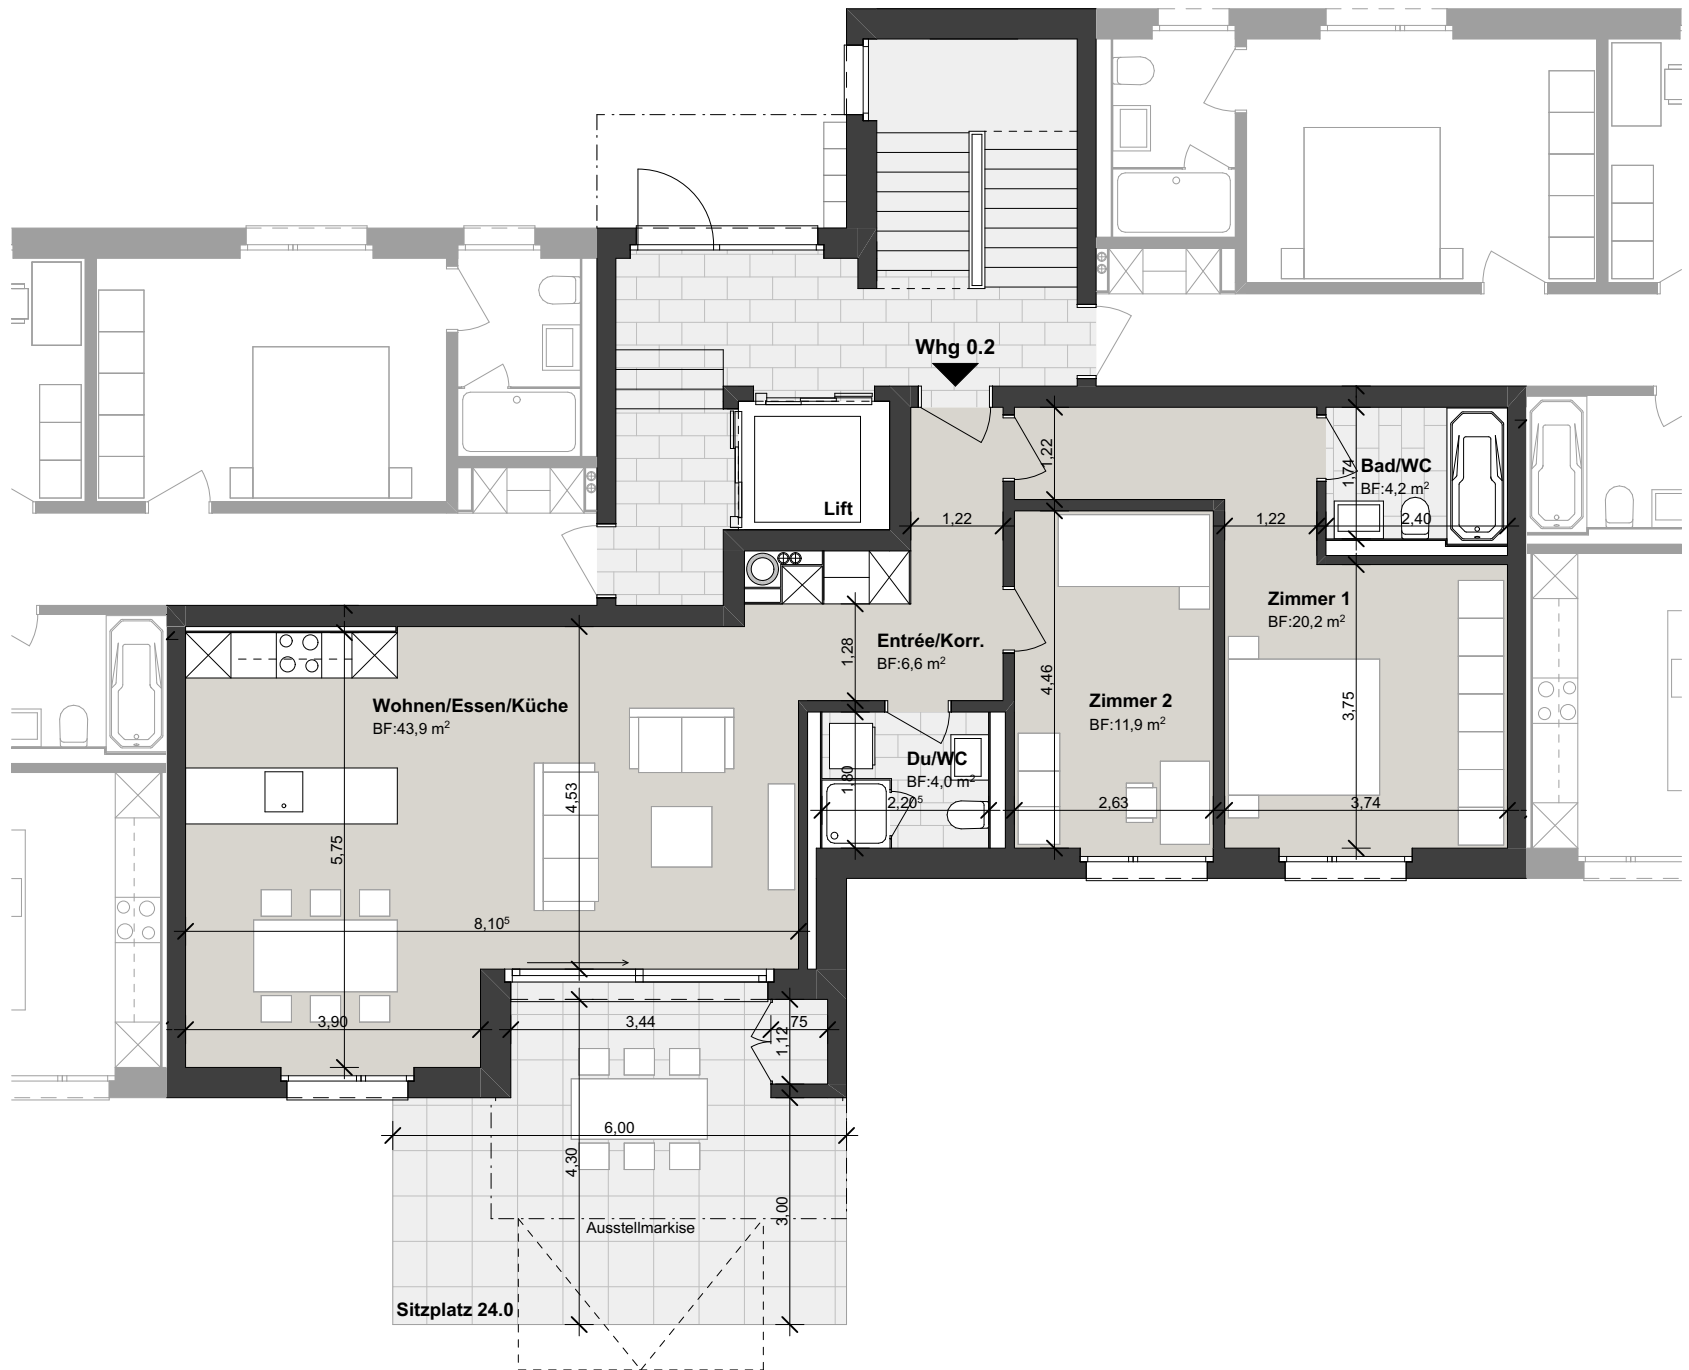 Whg 0.2
Lift
1,22
1,22
1,22
1,74
Bad/WC
BF:4,2 m²
2,40
Zimmer 1
BF:20,2 m²
Entrée/Korr.
BF:6,6 m²
1,28
4,46
Zimmer 2
BF:11,9 m²
3,75
Wohnen/Essen/Küche
BF:43,9 m²
Du/WC
BF:4,0 m²
1,80
2,20⁵
2,63
3,74
4,53
5,75
8,10⁵
3,90
3,44
75
1,12
6,00
4,30
3,00
Ausstellmarkise
Sitzplatz 24.0